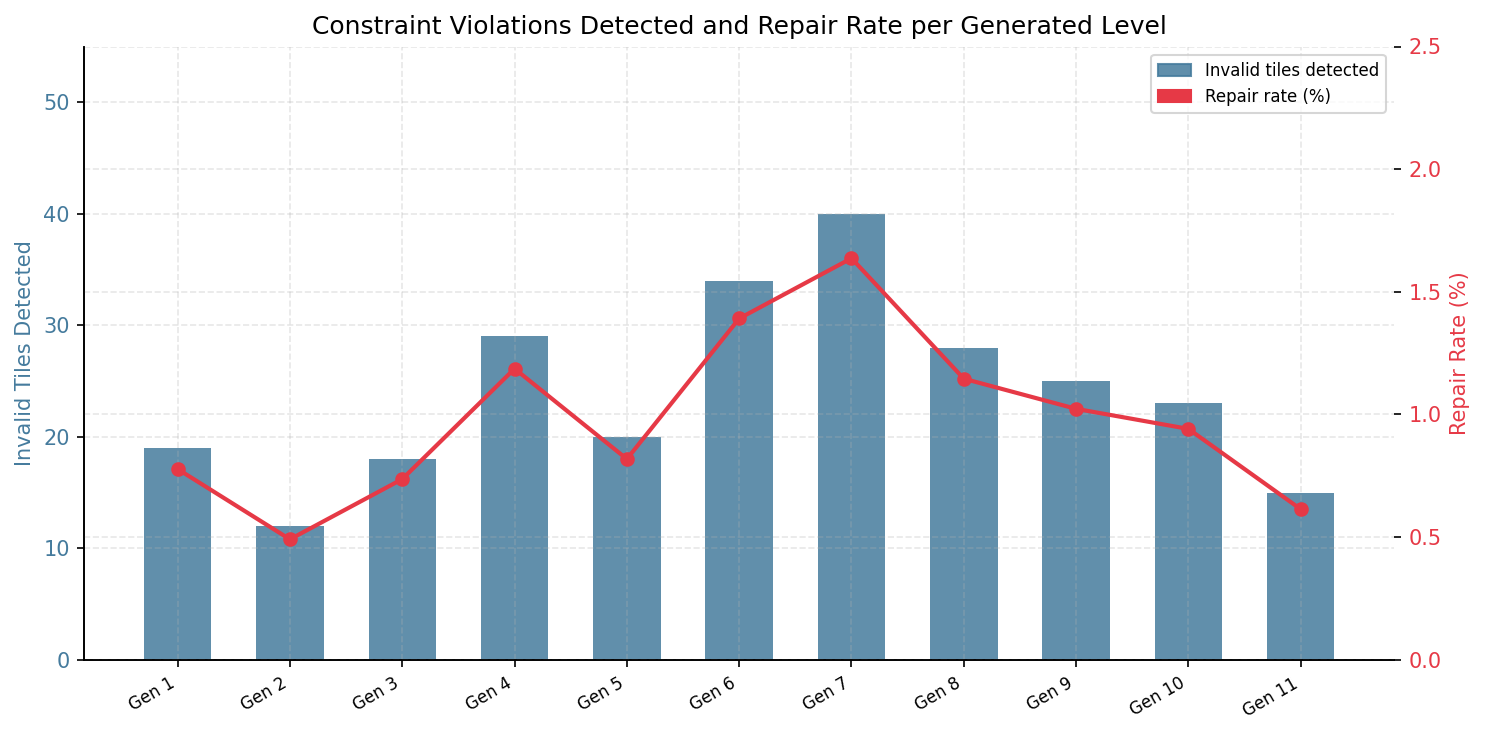 Constraint Violations Detected and Repair Rate per Generated Level
Invalid tiles detected
Repair rate (%)
Invalid Tiles Detected
50
40
30
20
10
0
Repair Rate (%)
2.5
2.0
1.5
1.0
0.5
0.0
Gen 1
Gen 2
Gen 3
Gen 4
Gen 5
Gen 6
Gen 7
Gen 8
Gen 9
Gen 10
Gen 11